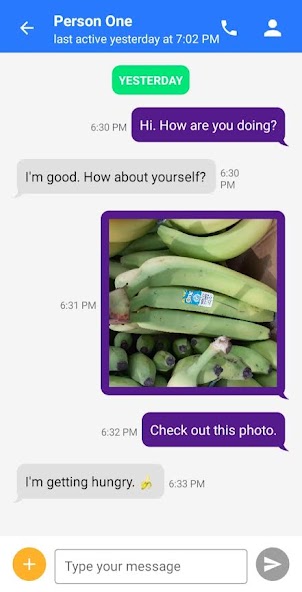 Person One
last active yesterday at 7:02 PM
YESTERDAY
6:30 PM
Hi. How are you doing?
I'm good. How about yourself?
6:30
PM
6:31 PM
6:32 PM
Check out this photo.
I'm getting hungry. 🍌
6:33 PM
Type your message